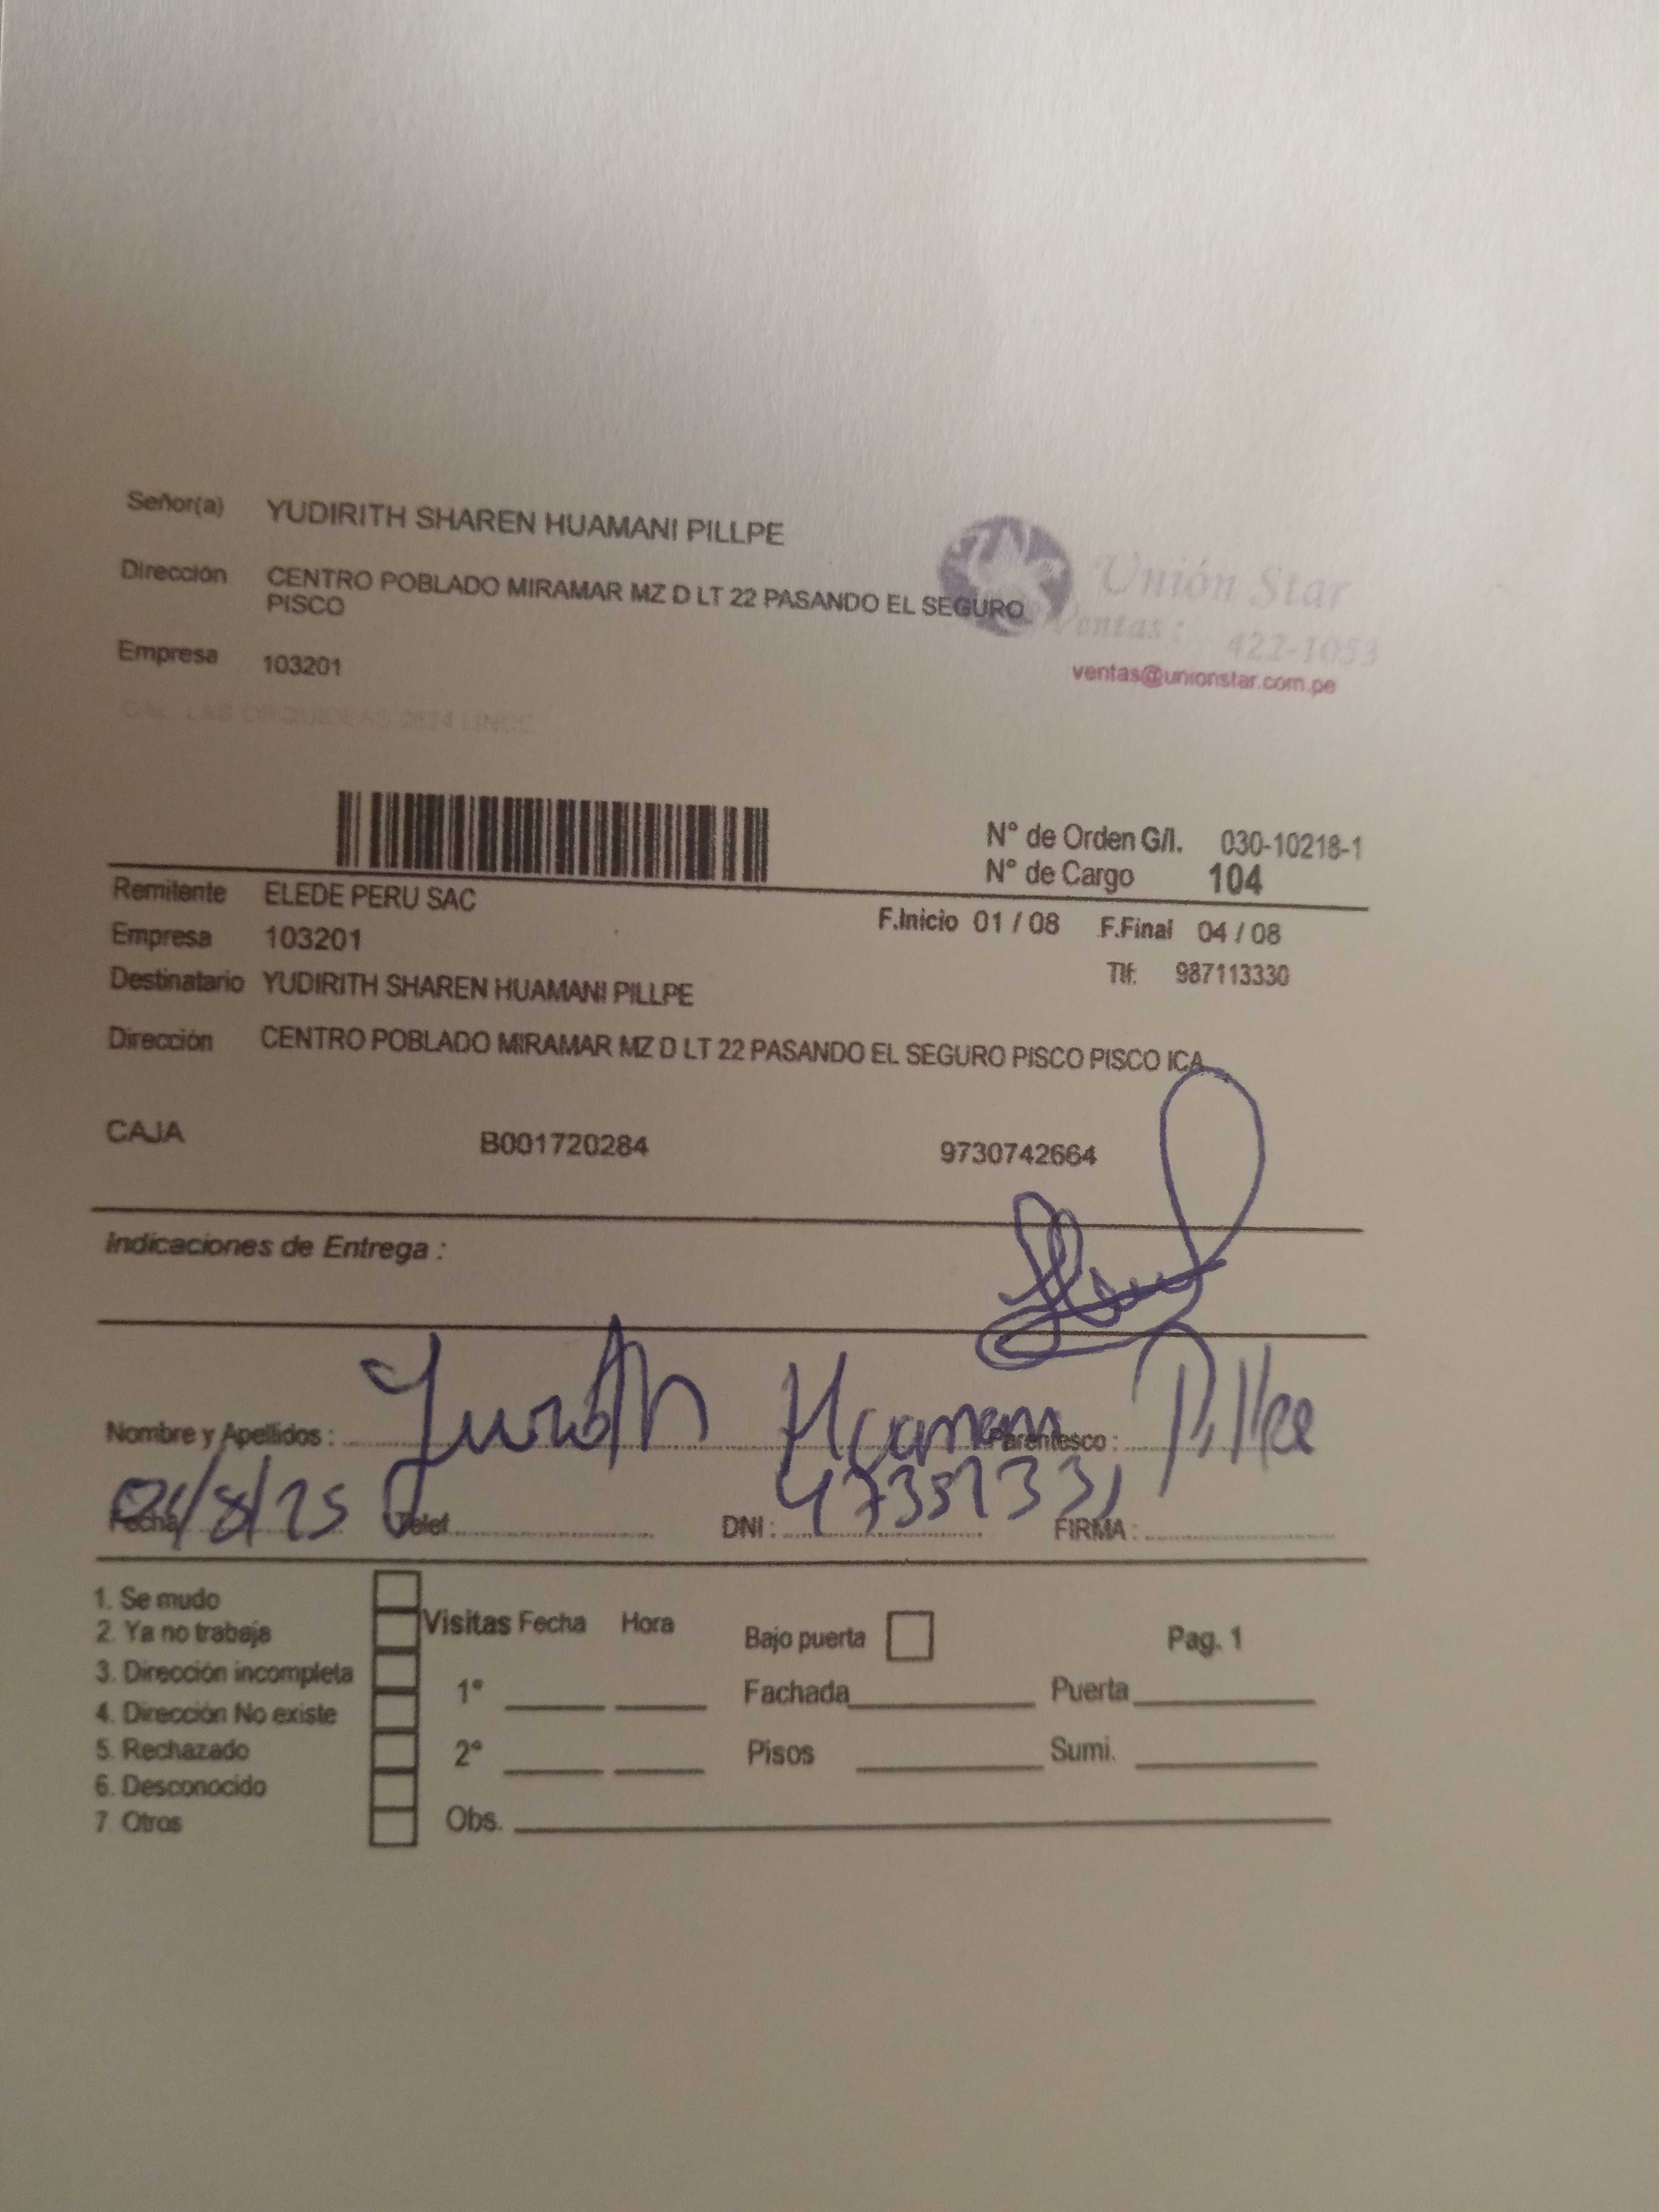 Señor(a) YUDIRITH SHAREN HUAMANI PILLPE
Dirección CENTRO POBLADO MIRAMAR MZ D LT 22 PASANDO EL SEGURO
PISCO
Unión Star
Ventas: 422-1053
ventas@unionstar.com.pe
Empresa 103201
N° de Orden G/I. 030-10218-1
N° de Cargo 104
Remitente ELEDE PERU SAC
F.Inicio 01 / 08 F.Final 04 / 08
Empresa 103201
Tlf: 987113330
Destinatario YUDIRITH SHAREN HUAMANI PILLPE
Dirección CENTRO POBLADO MIRAMAR MZ D LT 22 PASANDO EL SEGURO PISCO PISCO ICA
CAJA B001720284 9730742664
Indicaciones de Entrega :
Nombre y Apellidos : Huamani Parentesco : Pillpe
Fecha Telef. DNI : FIRMA :
1. Se mudo
2. Ya no trabaja
3. Dirección incompleta
4. Dirección No existe
5. Rechazado
6. Desconocido
7. Otros
Visitas Fecha Hora Bajo puerta Pag. 1
1° Fachada Puerta
2° Pisos Sumi.
Obs.